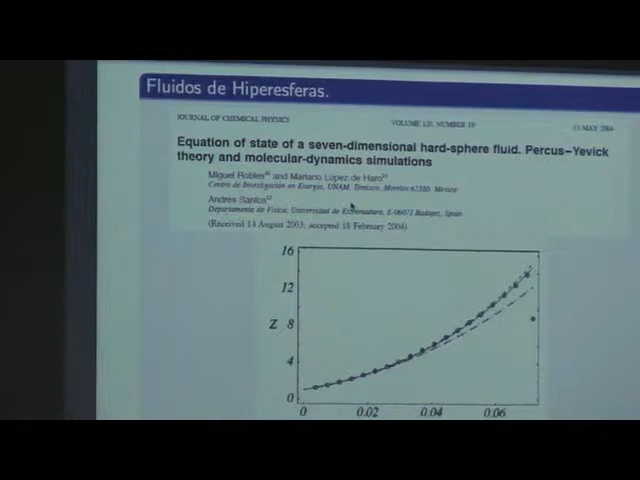 Fluidos de Hiperesferas.
JOURNAL OF CHEMICAL PHYSICS VOLUME 120, NUMBER 19 15 MAY 2004
Equation of state of a seven-dimensional hard-sphere fluid. Percus–Yevick
theory and molecular-dynamics simulations
Miguel Robles and Mariano López de Haro
Centro de Investigación en Energía, UNAM, Temixco, Morelos 62580, Mexico
Andrés Santos
Departamento de Física, Universidad de Extremadura, E-06071 Badajoz, Spain
(Received 14 August 2003; accepted 18 February 2004)
16
12
Z 8
4
0
0 0.02 0.04 0.06